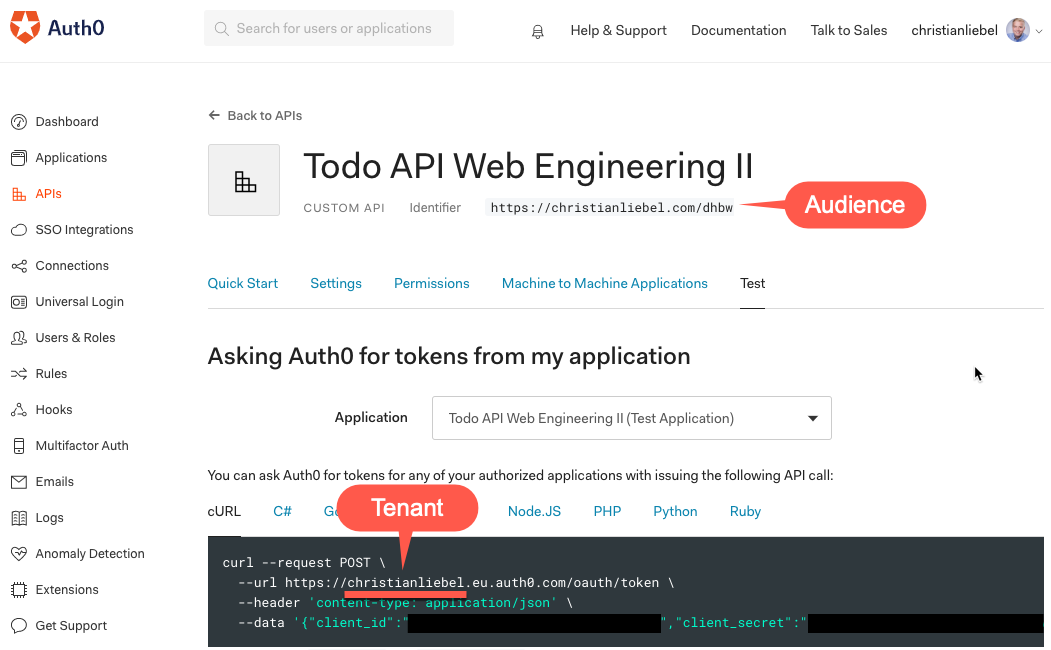 Auth0
Search for users or applications
Help & Support
Documentation
Talk to Sales
christianliebel
Dashboard
Applications
APIs
SSO Integrations
Connections
Universal Login
Users & Roles
Rules
Hooks
Multifactor Auth
Emails
Logs
Anomaly Detection
Extensions
Get Support
Back to APIs
Todo API Web Engineering II
CUSTOM API Identifier https://christianliebel.com/dhbw
Audience
Quick Start Settings Permissions Machine to Machine Applications Test
Asking Auth0 for tokens from my application
Application Todo API Web Engineering II (Test Application)
You can ask Auth0 for tokens for any of your authorized applications with issuing the following API call:
cURL C# Node.JS PHP Python Ruby
Tenant
curl --request POST \
--url https://christianliebel.eu.auth0.com/oauth/token \
--header 'content-type: application/json' \
--data '{"client_id":" ","client_secret":"